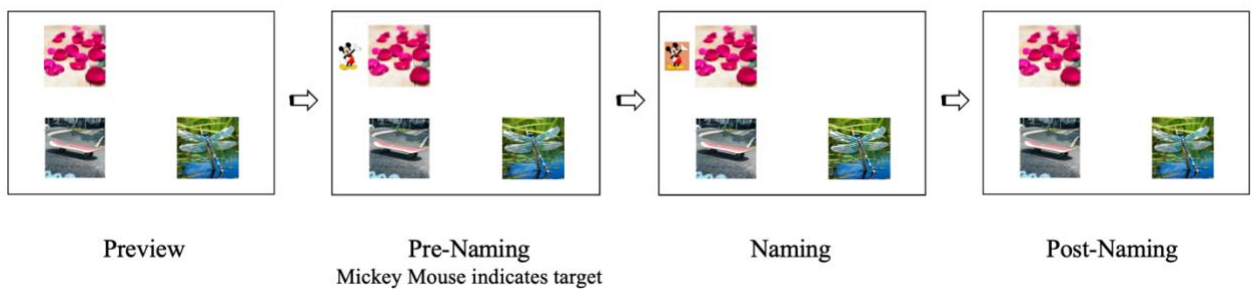 Preview
Pre-Naming
Mickey Mouse indicates target
Naming
Post-Naming